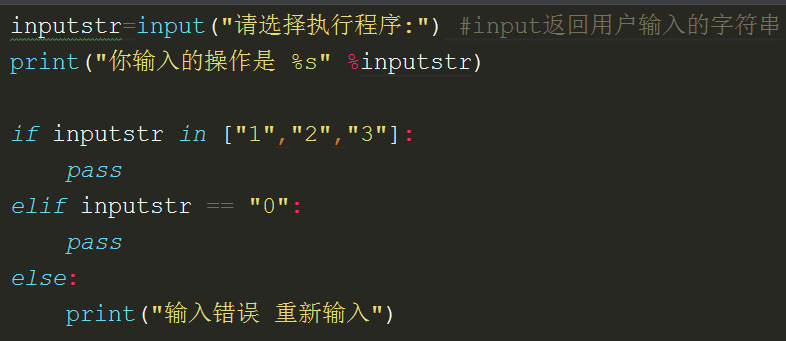 inputstr=input("请选择执行程序:") #input返回用户输入的字符串
print("你输入的操作是 %s" %inputstr)
if inputstr in ["1","2","3"]:
    pass
elif inputstr == "0":
    pass
else:
    print("输入错误 重新输入")